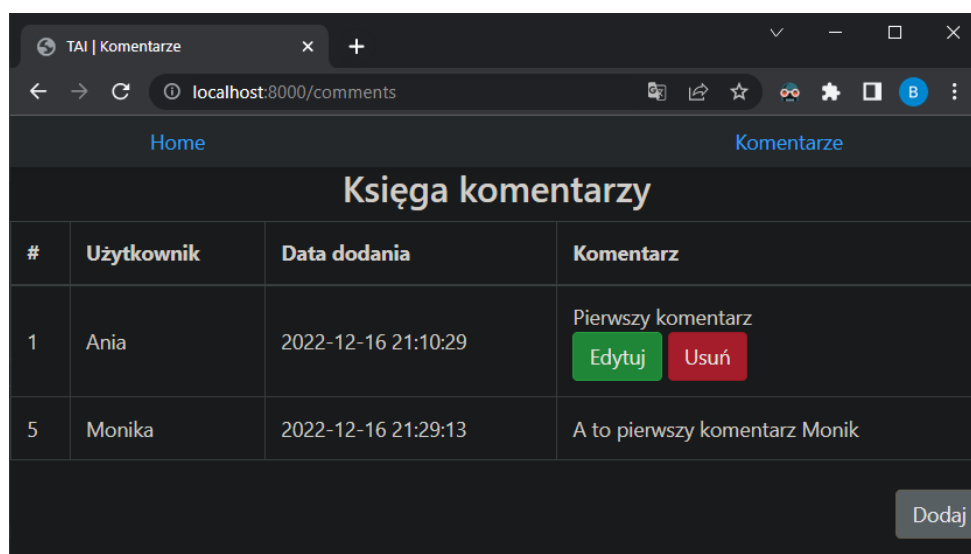 TAI | Komentarze
localhost:8000/comments
B
Home Komentarze
Księga komentarzy
# Użytkownik Data dodania Komentarz
1 Ania 2022-12-16 21:10:29 Pierwszy komentarz
Edytuj Usuń
5 Monika 2022-12-16 21:29:13 A to pierwszy komentarz Monik
Dodaj